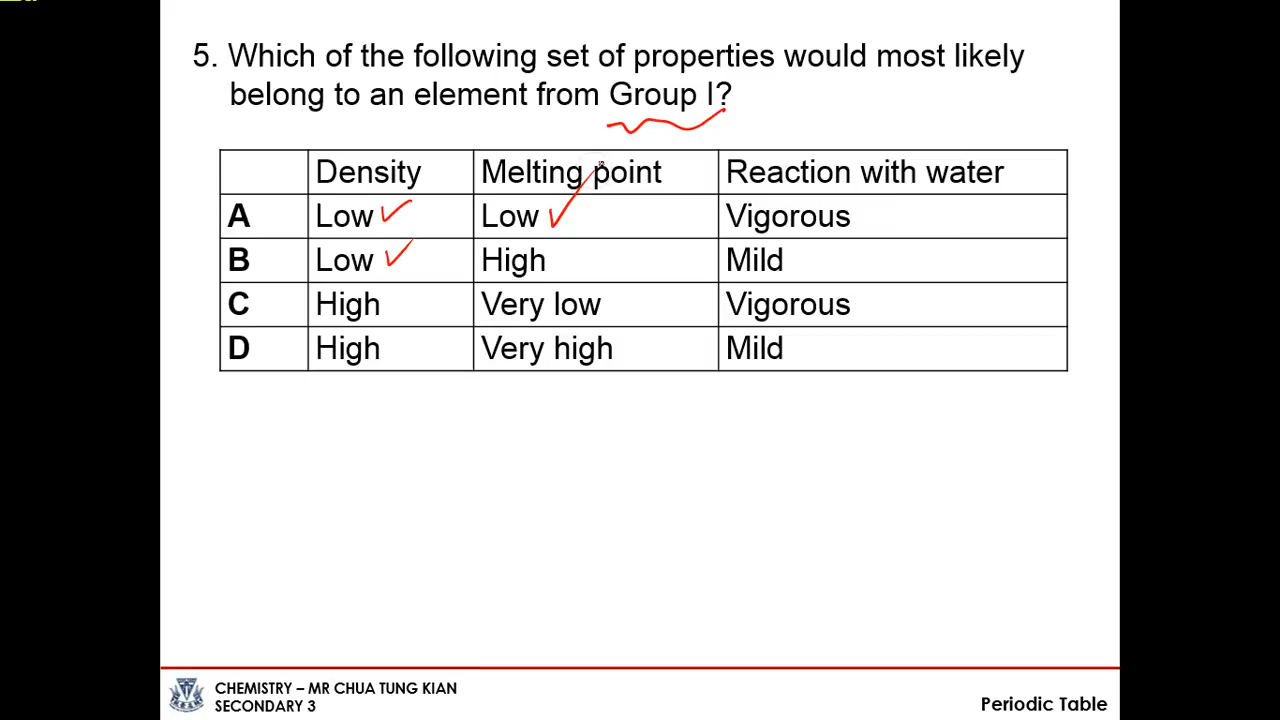 5. Which of the following set of properties would most likely
belong to an element from Group I?
Density Melting point Reaction with water
A Low Low Vigorous
B Low High Mild
C High Very low Vigorous
D High Very high Mild
CHEMISTRY – MR CHUA TUNG KIAN
SECONDARY 3
Periodic Table